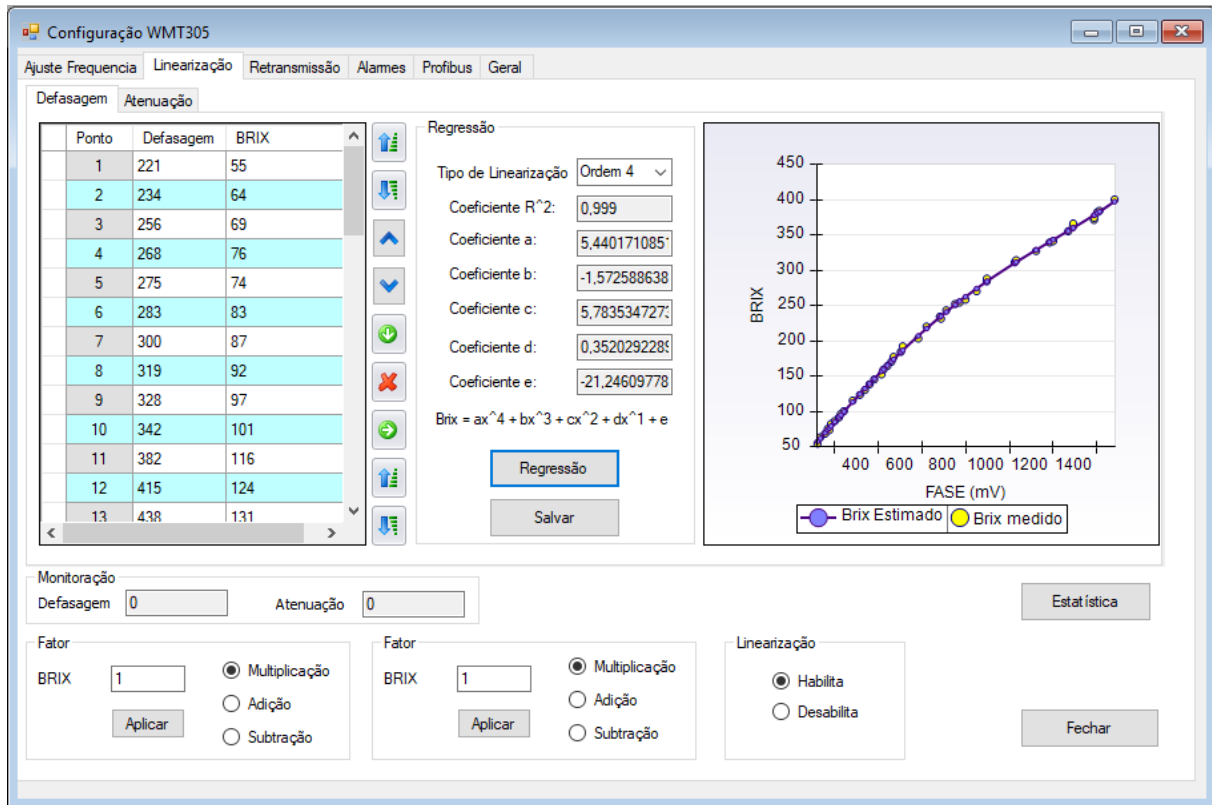 Configuração WMT305
Ajuste Frequencia Linearização Retransmissão Alarmes Profibus Geral
Defasagem Atenuação
Ponto Defasagem BRIX
1 221 55
2 234 64
3 256 69
4 268 76
5 275 74
6 283 83
7 300 87
8 319 92
9 328 97
10 342 101
11 382 116
12 415 124
13 438 131
Regressão
Tipo de Linearização Ordem 4
Coeficiente R^2: 0,999
Coeficiente a: 5,440171085
Coeficiente b: -1,572588638
Coeficiente c: 5,783534727
Coeficiente d: 0,352029228
Coeficiente e: -21,24609778
Brix = ax^4 + bx^3 + cx^2 + dx^1 + e
Regressão
Salvar
450
400
350
300
250
200
150
100
50
BRIX
400 600 800 1000 1200 1400
FASE (mV)
Brix Estimado Brix medido
Monitoração
Defasagem 0 Atenuação 0
Estatística
Fator
BRIX 1
Multiplicação
Adição
Subtração
Aplicar
Fator
BRIX 1
Multiplicação
Adição
Subtração
Aplicar
Linearização
Habilita
Desabilita
Fechar